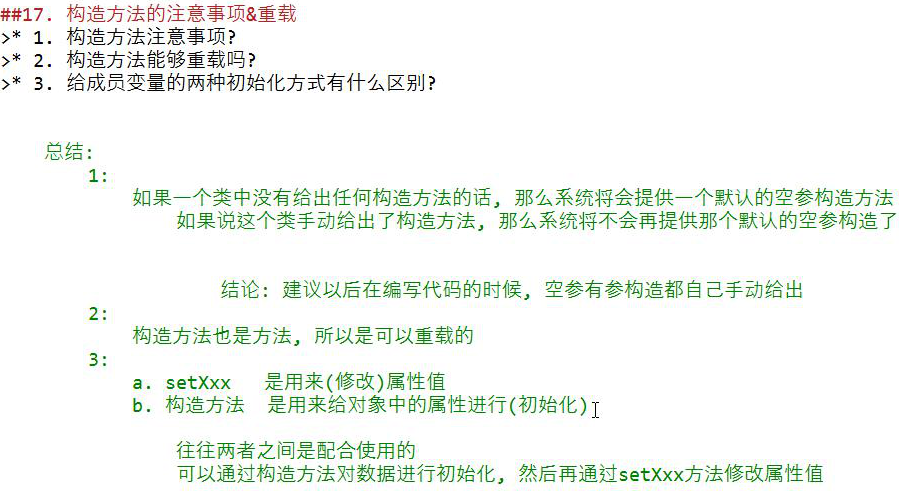 ##17. 构造方法的注意事项&重载
>* 1. 构造方法注意事项?
>* 2. 构造方法能够重载吗?
>* 3. 给成员变量的两种初始化方式有什么区别?
总结:
1:
如果一个类中没有给出任何构造方法的话, 那么系统将会提供一个默认的空参构造方法
如果说这个类手动给出了构造方法, 那么系统将不会再提供那个默认的空参构造了
结论: 建议以后在编写代码的时候, 空参有参构造都自己手动给出
2:
构造方法也是方法, 所以是可以重载的
3:
a. setXxx 是用来(修改)属性值
b. 构造方法 是用来给对象中的属性进行(初始化)
往往两者之间是配合使用的
可以通过构造方法对数据进行初始化, 然后再通过setXxx方法修改属性值